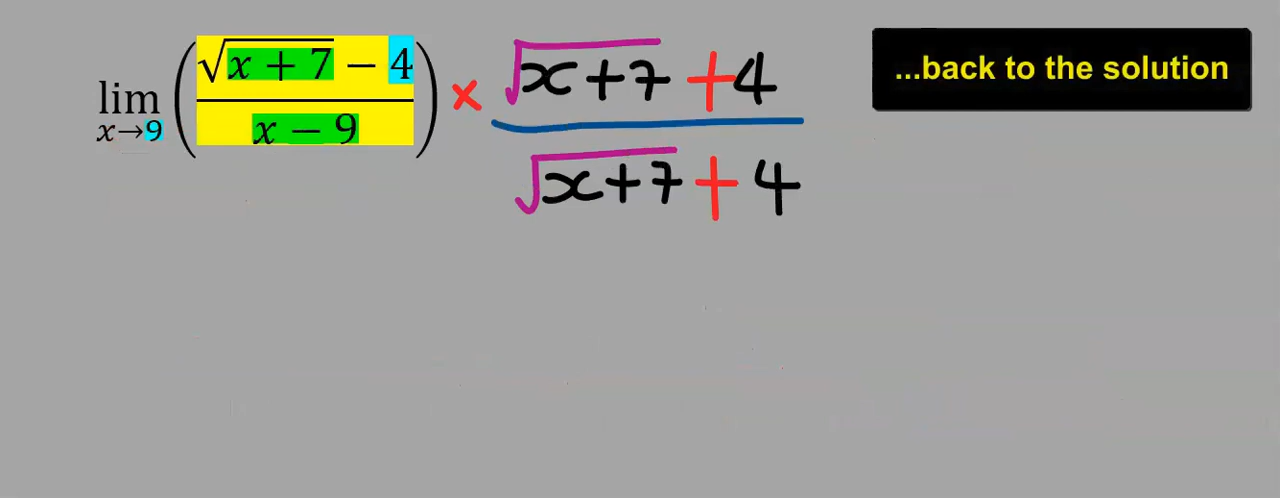 lim x→9 (√(x + 7) − 4 / x − 9) × √(x+7) + 4 / √(x+7) + 4
...back to the solution